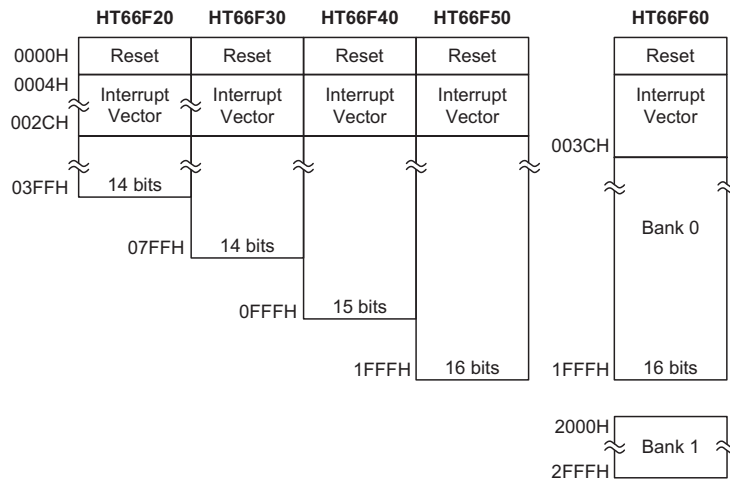 HT66F20 HT66F30 HT66F40 HT66F50 HT66F60
0000H Reset Reset Reset Reset Reset
0004H
Interrupt Vector Interrupt Vector Interrupt Vector Interrupt Vector Interrupt Vector
002CH
003CH
03FFH 14 bits
Bank 0
07FFH 14 bits
0FFFH 15 bits
1FFFH 16 bits 1FFFH 16 bits
2000H
Bank 1
2FFFH